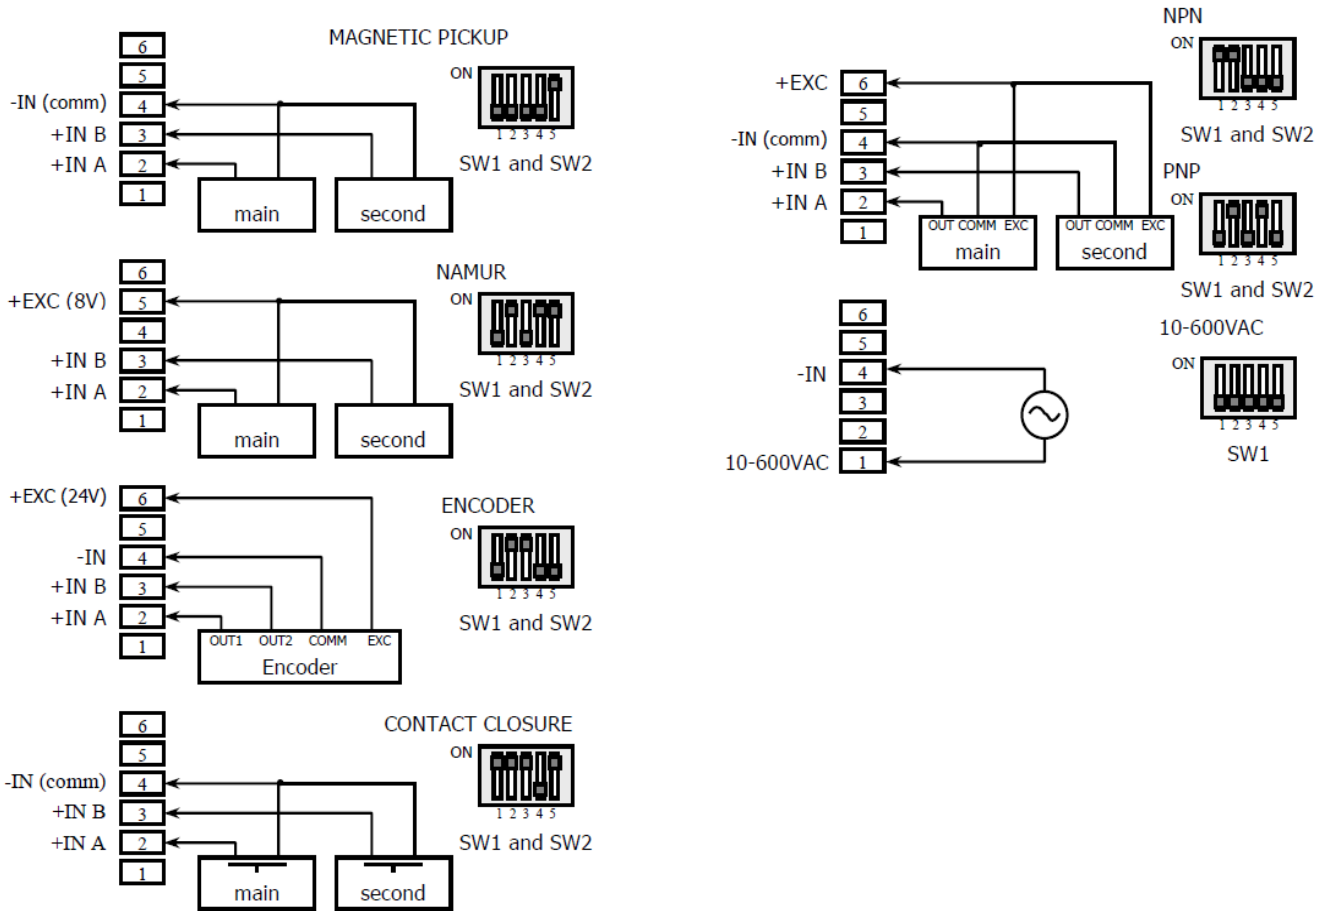 MAGNETIC PICKUP
6
5
-IN (comm) 4
+IN B 3
+IN A 2
1
main second
ON
1 2 3 4 5
SW1 and SW2
NAMUR
6
+EXC (8V) 5
4
+IN B 3
+IN A 2
1
main second
ON
1 2 3 4 5
SW1 and SW2
ENCODER
+EXC (24V) 6
5
-IN 4
+IN B 3
+IN A 2
1
OUT1 OUT2 COMM EXC
Encoder
ON
1 2 3 4 5
SW1 and SW2
CONTACT CLOSURE
6
5
-IN (comm) 4
+IN B 3
+IN A 2
1
main second
ON
1 2 3 4 5
SW1 and SW2
NPN
ON
1 2 3 4 5
SW1 and SW2
+EXC 6
5
-IN (comm) 4
+IN B 3
+IN A 2
1
OUT COMM EXC OUT COMM EXC
main second
PNP
ON
1 2 3 4 5
SW1 and SW2
10-600VAC
6
5
-IN 4
3
2
10-600VAC 1
ON
1 2 3 4 5
SW1